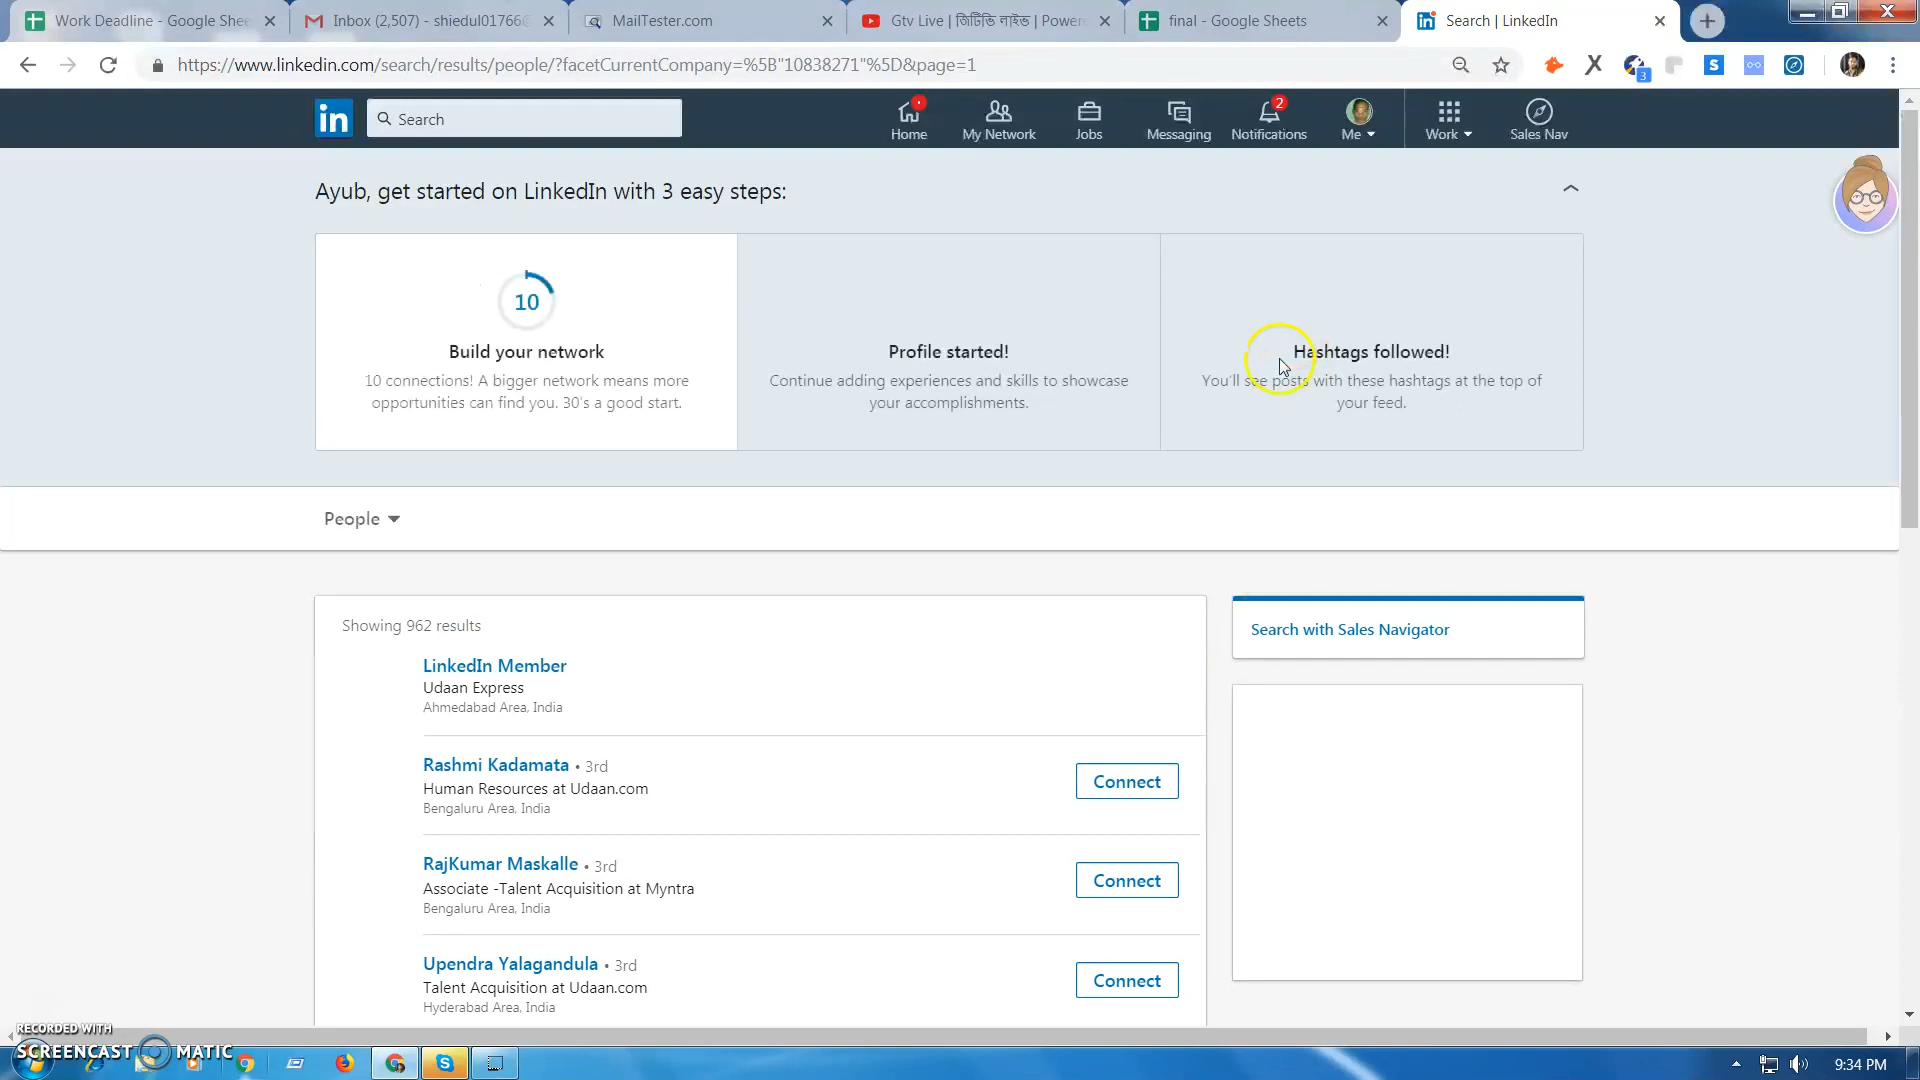 Work Deadline - Google Shee
Inbox (2,507) - shiedul01766@
MailTester.com
Gtv Live | জিটিভি লাইভ | Power
final - Google Sheets
Search | LinkedIn
https://www.linkedin.com/search/results/people/?facetCurrentCompany=%5B"10838271"%5D&page=1
3
in
Search
Home
My Network
Jobs
Messaging
2
Notifications
Me
Work
Sales Nav
Ayub, get started on LinkedIn with 3 easy steps:
10
Build your network
10 connections! A bigger network means more
opportunities can find you. 30's a good start.
Profile started!
Continue adding experiences and skills to showcase
your accomplishments.
Hashtags followed!
You'll see posts with these hashtags at the top of
your feed.
People
Showing 962 results
LinkedIn Member
Udaan Express
Ahmedabad Area, India
Rashmi Kadamata • 3rd
Human Resources at Udaan.com
Bengaluru Area, India
Connect
RajKumar Maskalle • 3rd
Associate -Talent Acquisition at Myntra
Bengaluru Area, India
Connect
Upendra Yalagandula • 3rd
Talent Acquisition at Udaan.com
Hyderabad Area, India
Connect
Search with Sales Navigator
RECORDED WITH
SCREENCAST MATIC
9:34 PM